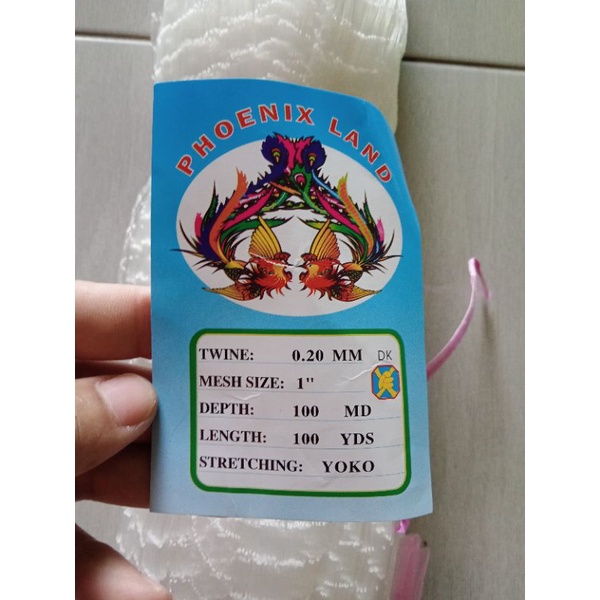 PHOENIX LAND
TWINE: 0.20 MM DK
MESH SIZE: 1"
DEPTH: 100 MD
LENGTH: 100 YDS
STRETCHING: YOKO